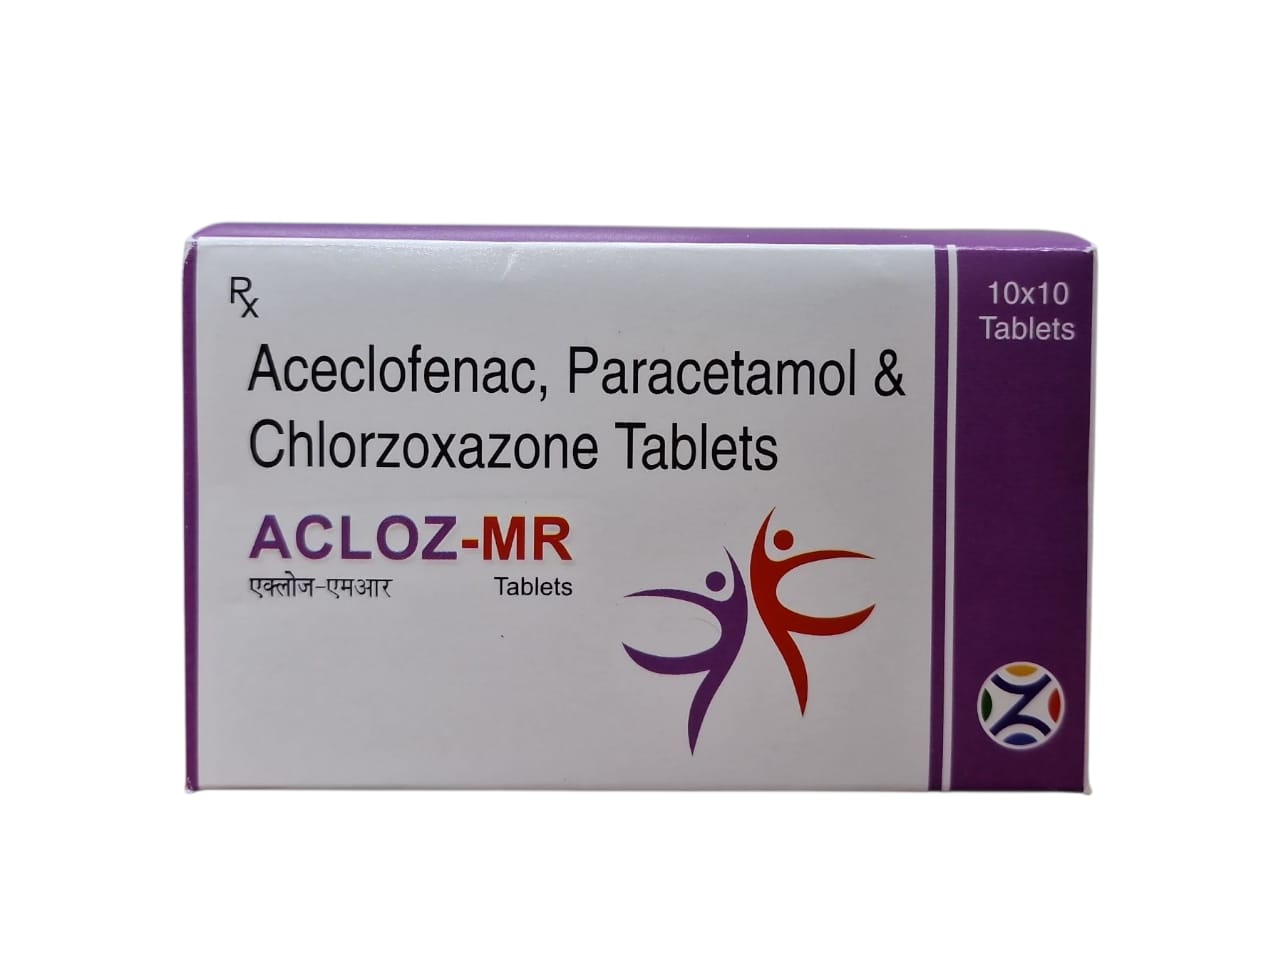 Rx
Aceclofenac, Paracetamol &
Chlorzoxazone Tablets
ACLOZ-MR
एक्लोज-एमआर Tablets
10x10
Tablets